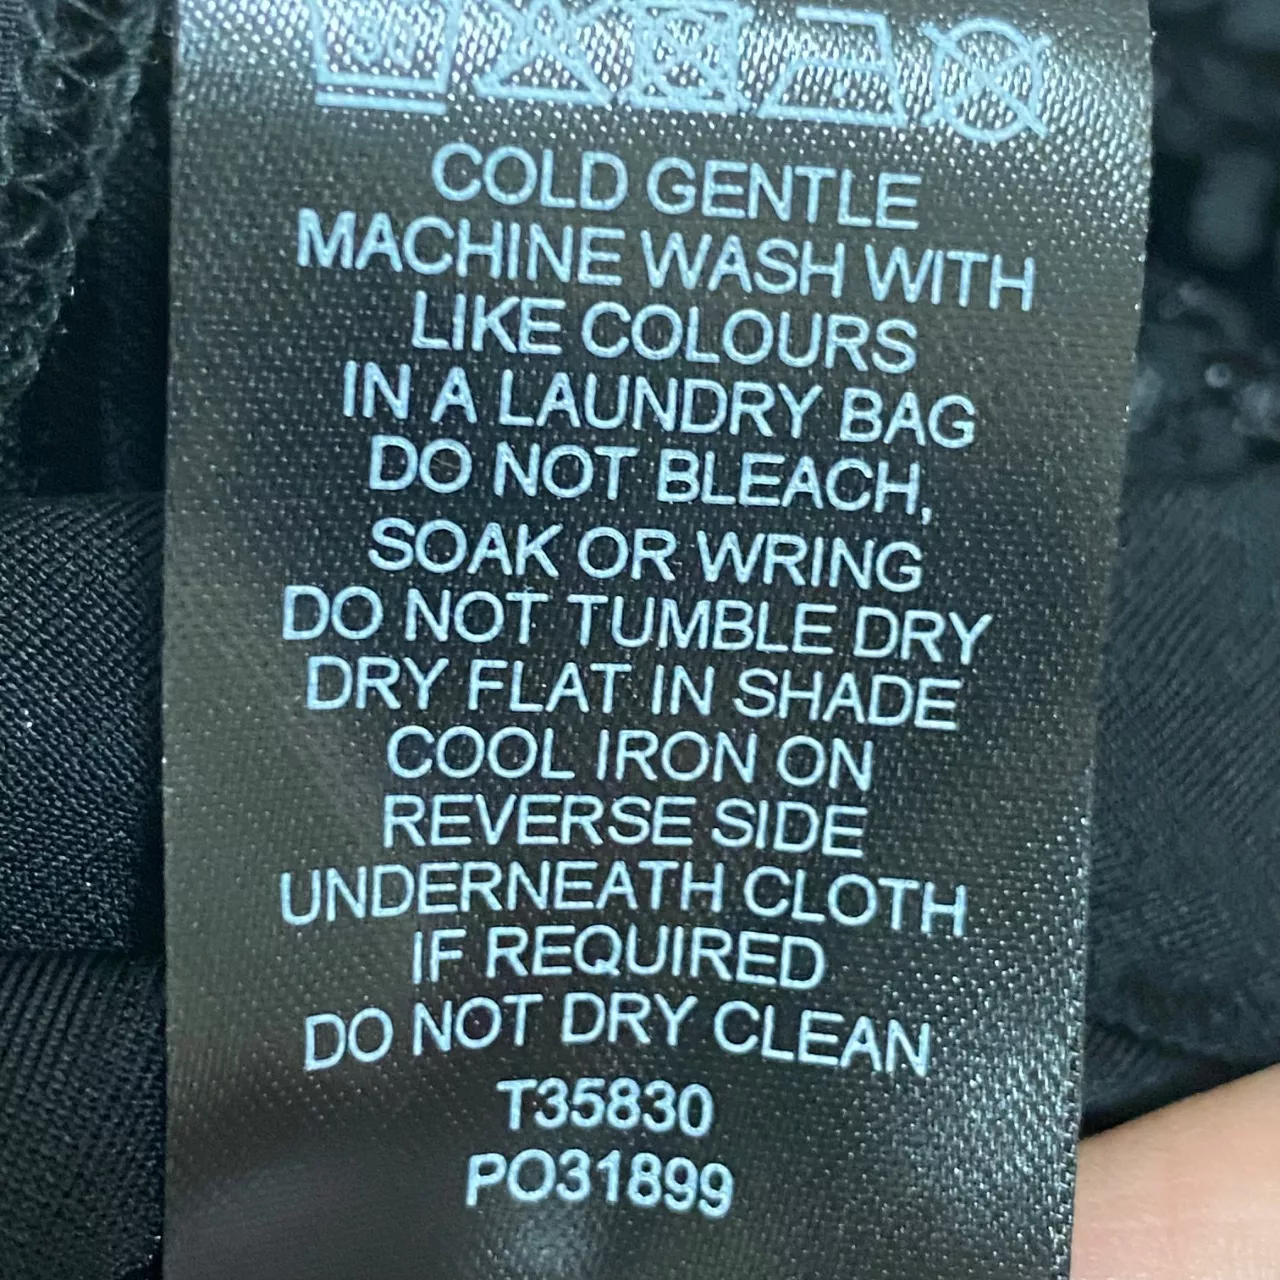 30
COLD GENTLE
MACHINE WASH WITH
LIKE COLOURS
IN A LAUNDRY BAG
DO NOT BLEACH,
SOAK OR WRING
DO NOT TUMBLE DRY
DRY FLAT IN SHADE
COOL IRON ON
REVERSE SIDE
UNDERNEATH CLOTH
IF REQUIRED
DO NOT DRY CLEAN
T35830
PO31899